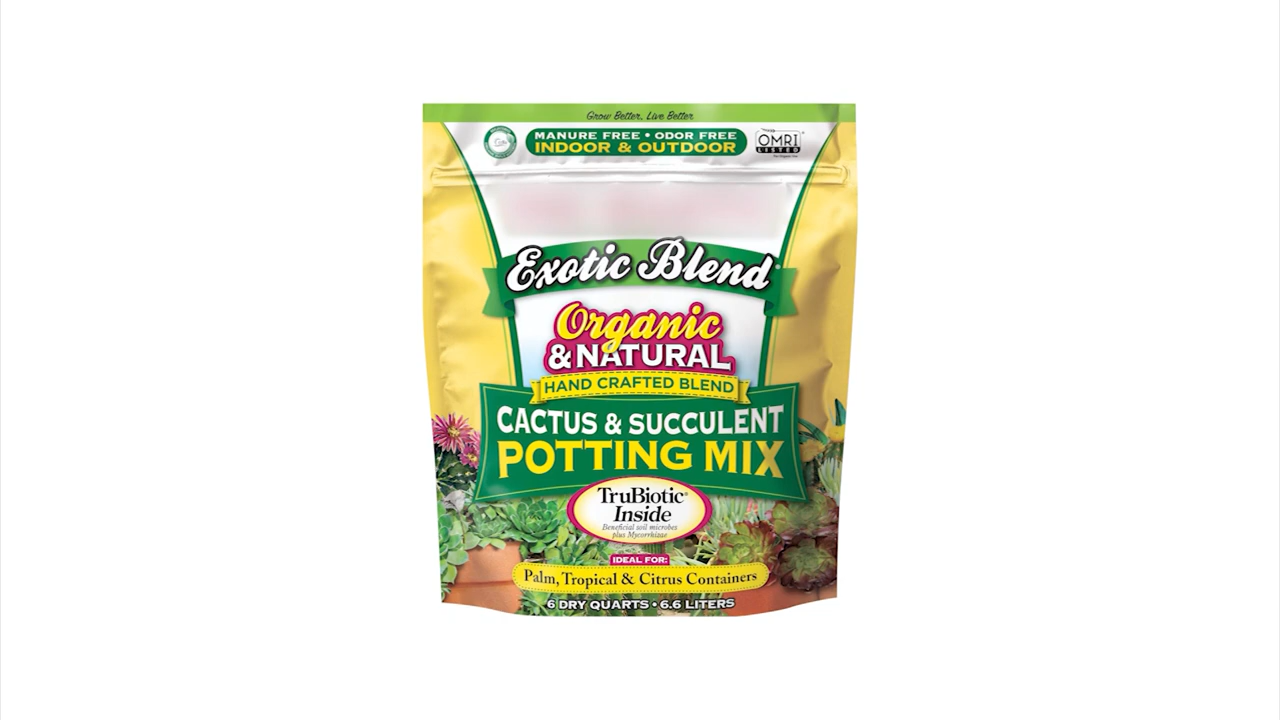 Grow Better, Live Better
MANURE FREE • ODOR FREE
INDOOR & OUTDOOR
OMRI
LISTED
Exotic Blend
Organic
& NATURAL
HAND CRAFTED BLEND
CACTUS & SUCCULENT
POTTING MIX
TruBiotic®
Inside
Beneficial soil microbes
plus Mycorrhizae
IDEAL FOR:
Palm, Tropical & Citrus Containers
6 DRY QUARTS • 6.6 LITERS